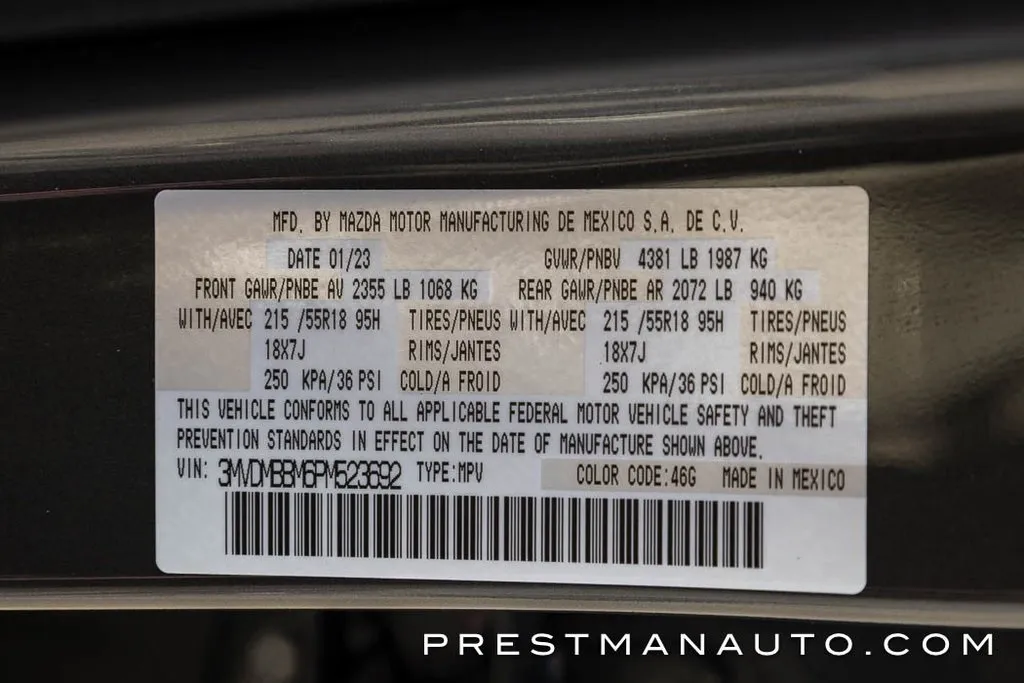 MFD. BY MAZDA MOTOR MANUFACTURING DE MEXICO S.A. DE C.V.
DATE 01/23 GVWR/PNBV 4381 LB 1987 KG
FRONT GAWR/PNBE AV 2355 LB 1068 KG REAR GAWR/PNBE AR 2072 LB 940 KG
WITH/AVEC 215 /55R18 95H TIRES/PNEUS WITH/AVEC 215 /55R18 95H TIRES/PNEUS
18X7J RIMS/JANTES 18X7J RIMS/JANTES
250 KPA/36 PSI COLD/A FROID 250 KPA/36 PSI COLD/A FROID
THIS VEHICLE CONFORMS TO ALL APPLICABLE FEDERAL MOTOR VEHICLE SAFETY AND THEFT
PREVENTION STANDARDS IN EFFECT ON THE DATE OF MANUFACTURE SHOWN ABOVE.
VIN: 3MVDMBBM6PM523692 TYPE:MPV COLOR CODE:46G MADE IN MEXICO
PRESTMANAUTO.COM